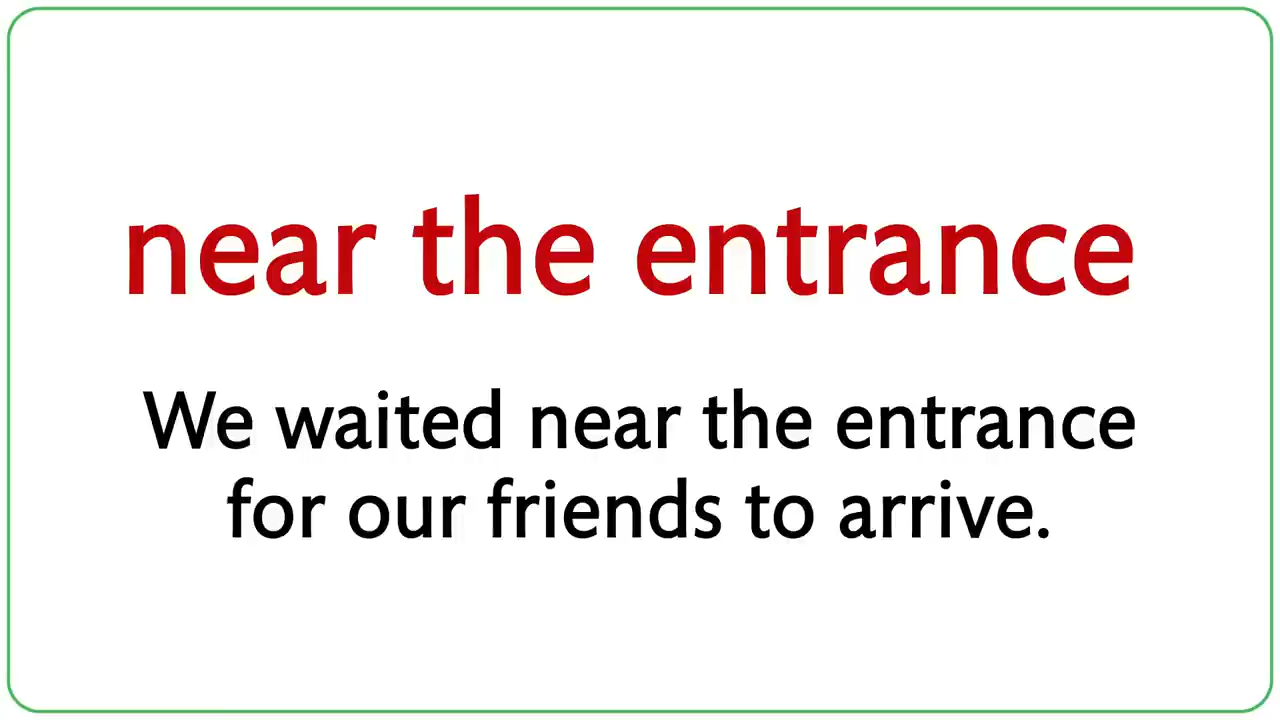 near the entrance
We waited near the entrance
for our friends to arrive.